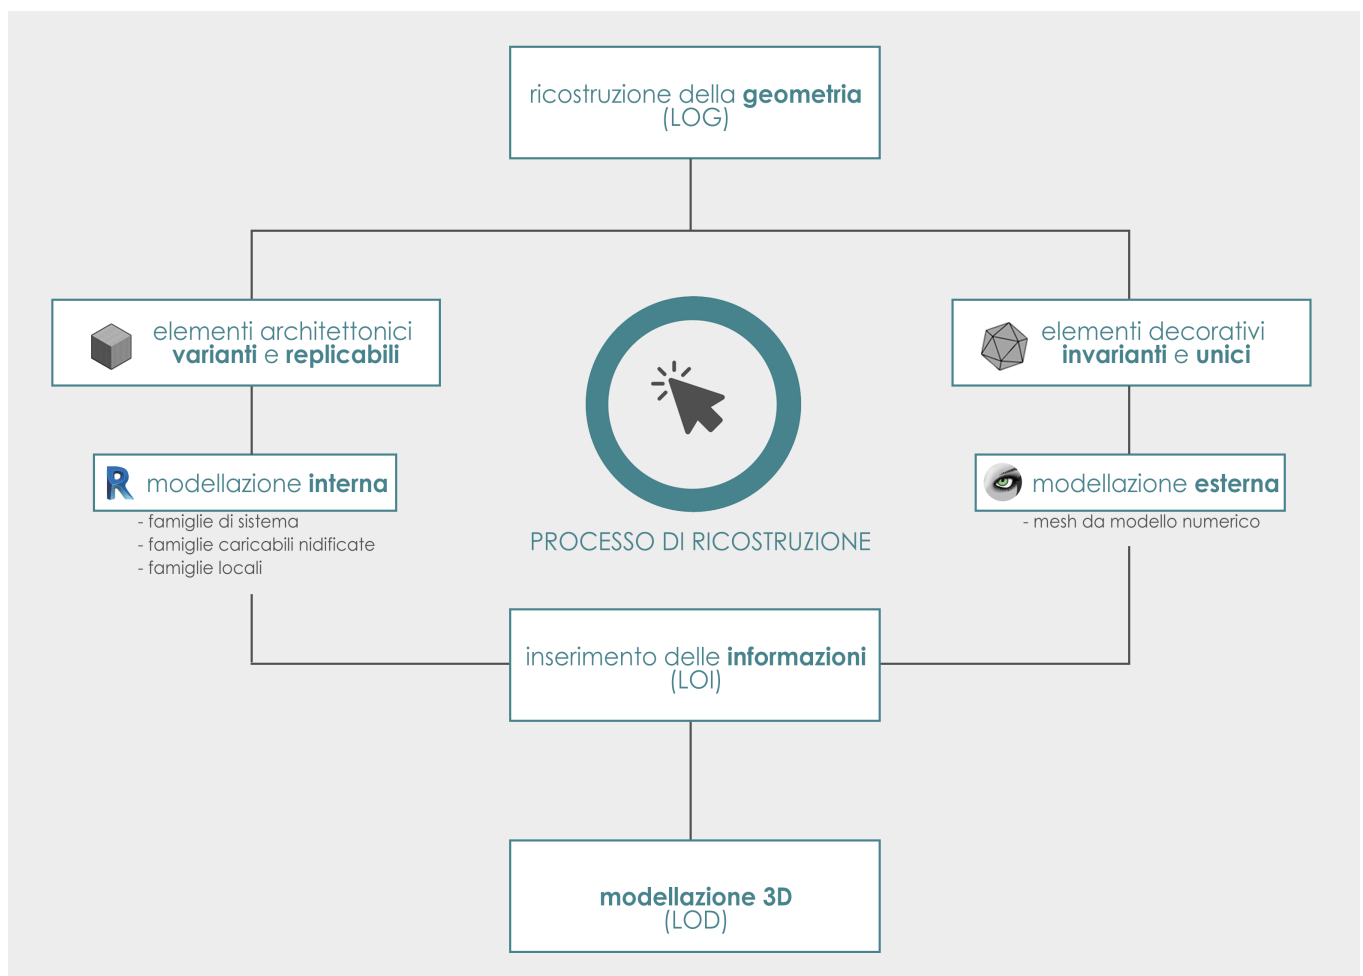 ricostruzione della geometria
(LOG)
elementi architettonici
varianti e replicabili
elementi decorativi
invarianti e unici
modellazione interna
- famiglie di sistema
- famiglie caricabili nidificate
- famiglie locali
modellazione esterna
- mesh da modello numerico
PROCESSO DI RICOSTRUZIONE
inserimento delle informazioni
(LOI)
modellazione 3D
(LOD)